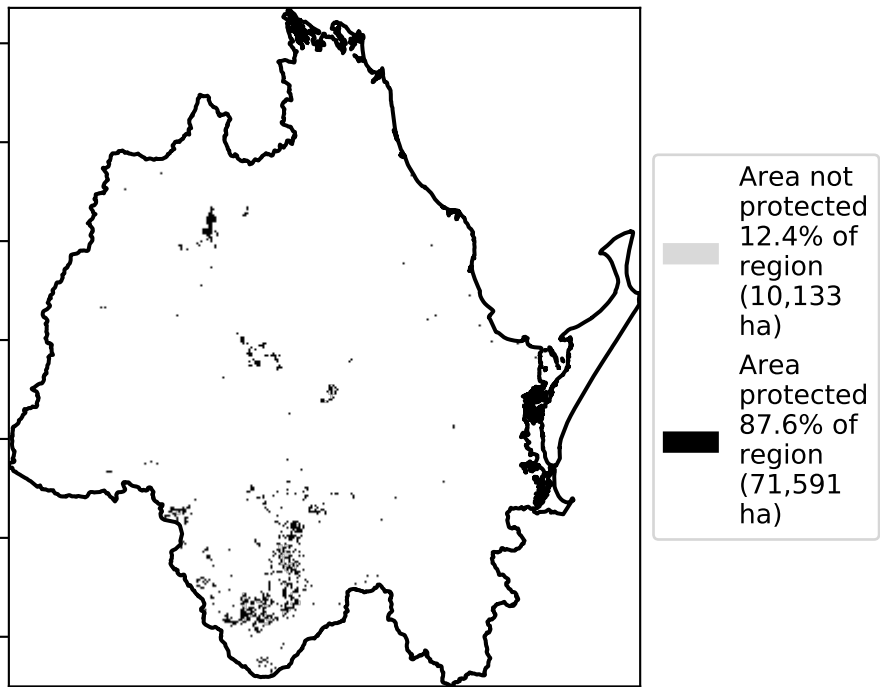 Area not
protected
12.4% of
region
(10,133
ha)
Area
protected
87.6% of
region
(71,591
ha)